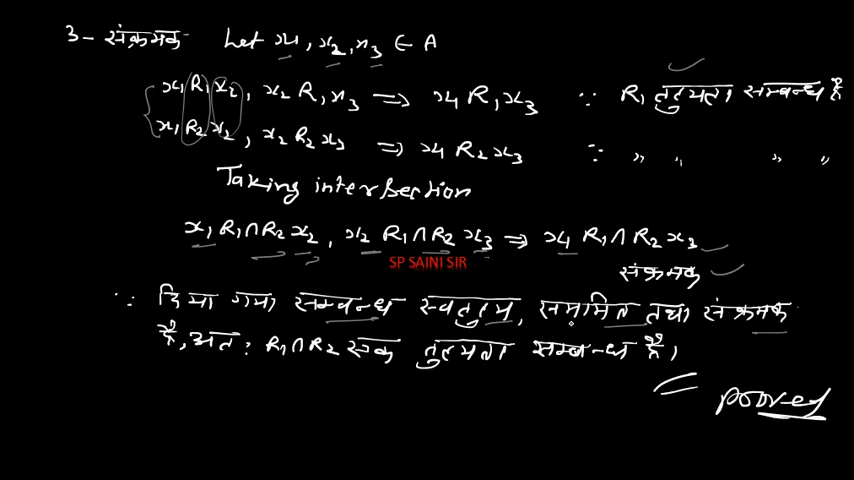 3- संक्रमक Let x₁, x₂, x₃ ∈ A
x₁ R₁ x₂, x₂ R₁ x₃ ⟹ x₁ R₁ x₃ ∵ R₁ तुल्यता सम्बन्ध है
x₁ R₂ x₂, x₂ R₂ x₃ ⟹ x₁ R₂ x₃ ∵ " " " "
Taking intersection
x₁ R₁∩R₂ x₂, x₂ R₁∩R₂ x₃ ⟹ x₁ R₁∩R₂ x₃
SP SAINI SIR
संक्रमक
∵ दिया गया सम्बन्ध स्वतुल्य, सममित तथा संक्रमक
है, अत: R₁∩R₂ एक तुल्यता सम्बन्ध है।
proved